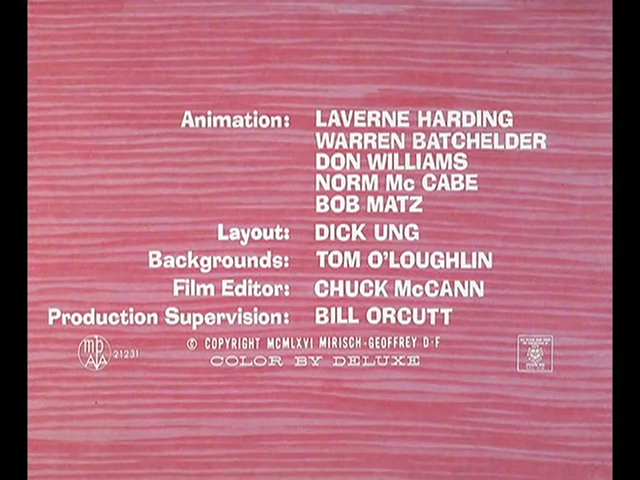 Animation: LAVERNE HARDING
WARREN BATCHELDER
DON WILLIAMS
NORM Mc CABE
BOB MATZ
Layout: DICK UNG
Backgrounds: TOM O'LOUGHLIN
Film Editor: CHUCK McCANN
Production Supervision: BILL ORCUTT
© COPYRIGHT MCMLXVI MIRISCH-GEOFFREY D-F
MPAA 21231
COLOR BY DELUXE